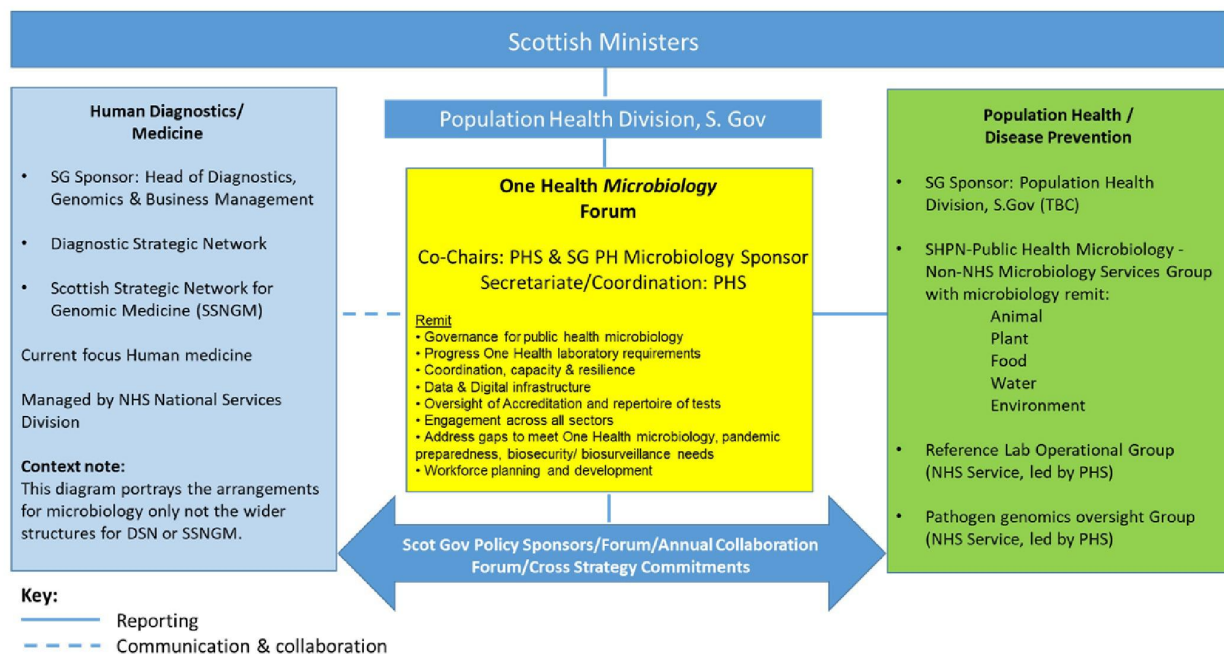 Scottish Ministers
Population Health Division, S. Gov
Human Diagnostics/
Medicine
• SG Sponsor: Head of Diagnostics,
Genomics & Business Management
• Diagnostic Strategic Network
• Scottish Strategic Network for
Genomic Medicine (SSNGM)
Current focus Human medicine
Managed by NHS National Services
Division
Context note:
This diagram portrays the arrangements
for microbiology only not the wider
structures for DSN or SSNGM.
One Health Microbiology
Forum
Co-Chairs: PHS & SG PH Microbiology Sponsor
Secretariate/Coordination: PHS
Remit
• Governance for public health microbiology
• Progress One Health laboratory requirements
• Coordination, capacity & resilience
• Data & Digital infrastructure
• Oversight of Accreditation and repertoire of tests
• Engagement across all sectors
• Address gaps to meet One Health microbiology, pandemic
preparedness, biosecurity/ biosurveillance needs
• Workforce planning and development
Population Health /
Disease Prevention
• SG Sponsor: Population Health
Division, S.Gov (TBC)
• SHPN-Public Health Microbiology -
Non-NHS Microbiology Services Group
with microbiology remit:
Animal
Plant
Food
Water
Environment
• Reference Lab Operational Group
(NHS Service, led by PHS)
• Pathogen genomics oversight Group
(NHS Service, led by PHS)
Scot Gov Policy Sponsors/Forum/Annual Collaboration
Forum/Cross Strategy Commitments
Key:
Reporting
Communication & collaboration